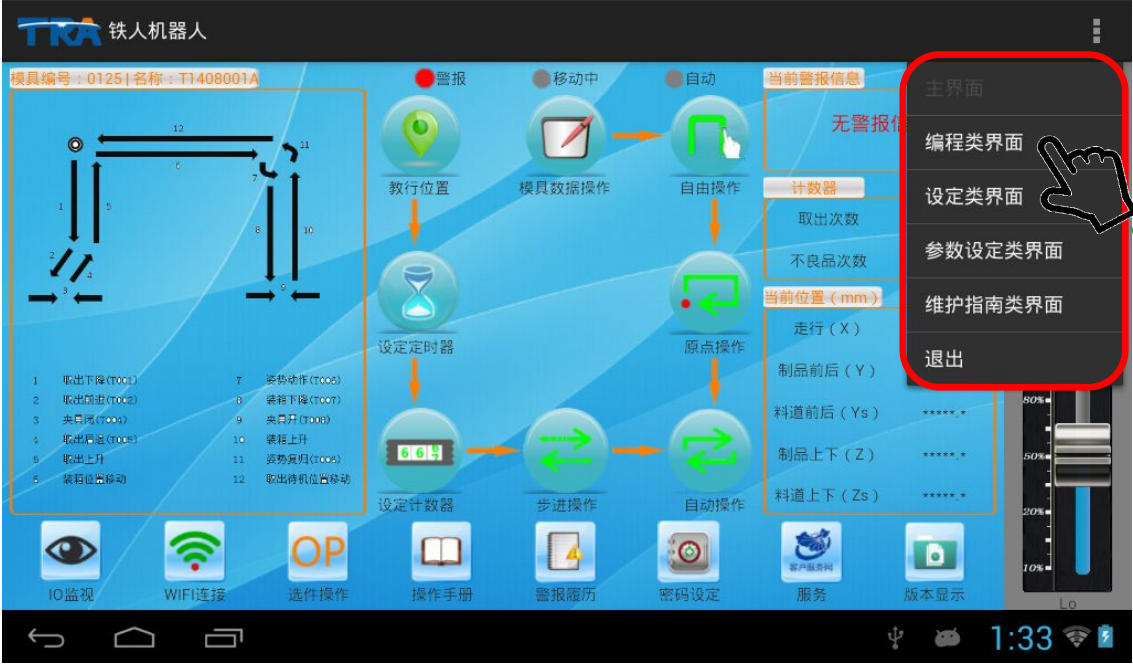 TRA 铁人机器人
模具编号：0125|名称：T1408001A
警报
移动中
自动
当前警报信息
主界面
编程类界面
设定类界面
参数设定类界面
维护指南类界面
退出
无警报信
12
6
11
7
1
5
8
10
2
4
3
9
教行位置
模具数据操作
自由操作
计数器
取出次数
不良品次数
设定定时器
原点操作
当前位置（mm）
走行（X）
制品前后（Y）
料道前后（Ys） *****.*
制品上下（Z） *****.*
料道上下（Zs） *****.*
1 取出下降(T001)
2 取出前进(T002)
3 夹具闭(T004)
4 取出后退(T005)
5 取出上升
6 装箱位置移动
7 姿势动作(T006)
8 装箱下降(T007)
9 夹具开(T008)
10 装箱上升
11 姿势复归(T006)
12 取出待机位置移动
6 6
设定计数器
步进操作
自动操作
80%
50%
20%
10%
Lo
OP
客户服务网
IO监视
WIFI连接
选件操作
操作手册
警报履历
密码设定
服务
版本显示
1:33